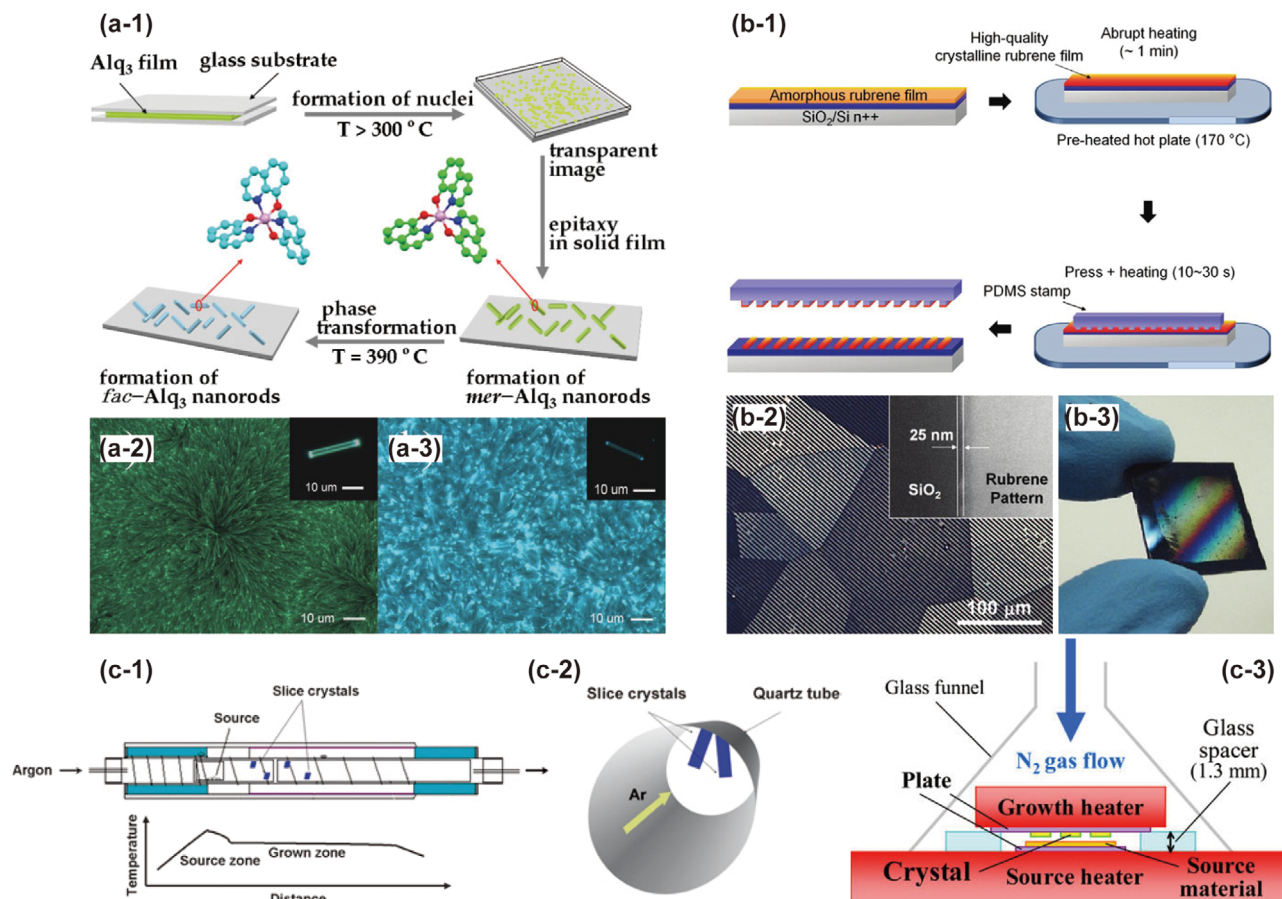 (a-1)
Alq3 film
glass substrate
formation of nuclei
T > 300 ° C
transparent
image
epitaxy
in solid film
phase
transformation
T = 390 ° C
formation of
fac–Alq3 nanorods
formation of
mer–Alq3 nanorods
(a-2)
10 um
10 um
(a-3)
10 um
10 um
(b-1)
High-quality
crystalline rubrene film
Abrupt heating
(~ 1 min)
Amorphous rubrene film
SiO2/Si n++
Pre-heated hot plate (170 °C)
Press + heating (10~30 s)
PDMS stamp
(b-2)
25 nm
SiO2
Rubrene
Pattern
100 μm
(b-3)
(c-1)
Slice crystals
Source
Argon
Temperature
Source zone
Grown zone
Distance
(c-2)
Slice crystals
Quartz tube
Ar
(c-3)
Glass funnel
N2 gas flow
Glass
spacer
(1.3 mm)
Plate
Growth heater
Crystal
Source heater
Source
material